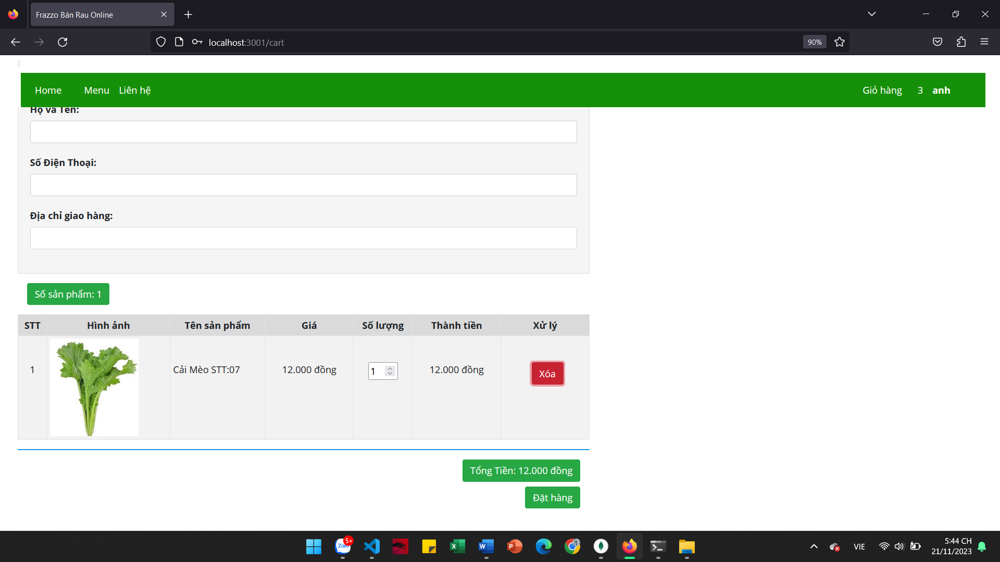 Frazzo Bán Rau Online
localhost:3001/cart
90%
Home Menu Liên hệ Giỏ hàng 3 anh
Họ và Tên:
Số Điện Thoại:
Địa chỉ giao hàng:
Số sản phẩm: 1
STT Hình ảnh Tên sản phẩm Giá Số lượng Thành tiền Xử lý
1 Cải Mèo STT:07 12.000 đồng 1 12.000 đồng Xóa
Tổng Tiền: 12.000 đồng
Đặt hàng
Zalo 5+
VIE
5:44 CH
21/11/2023